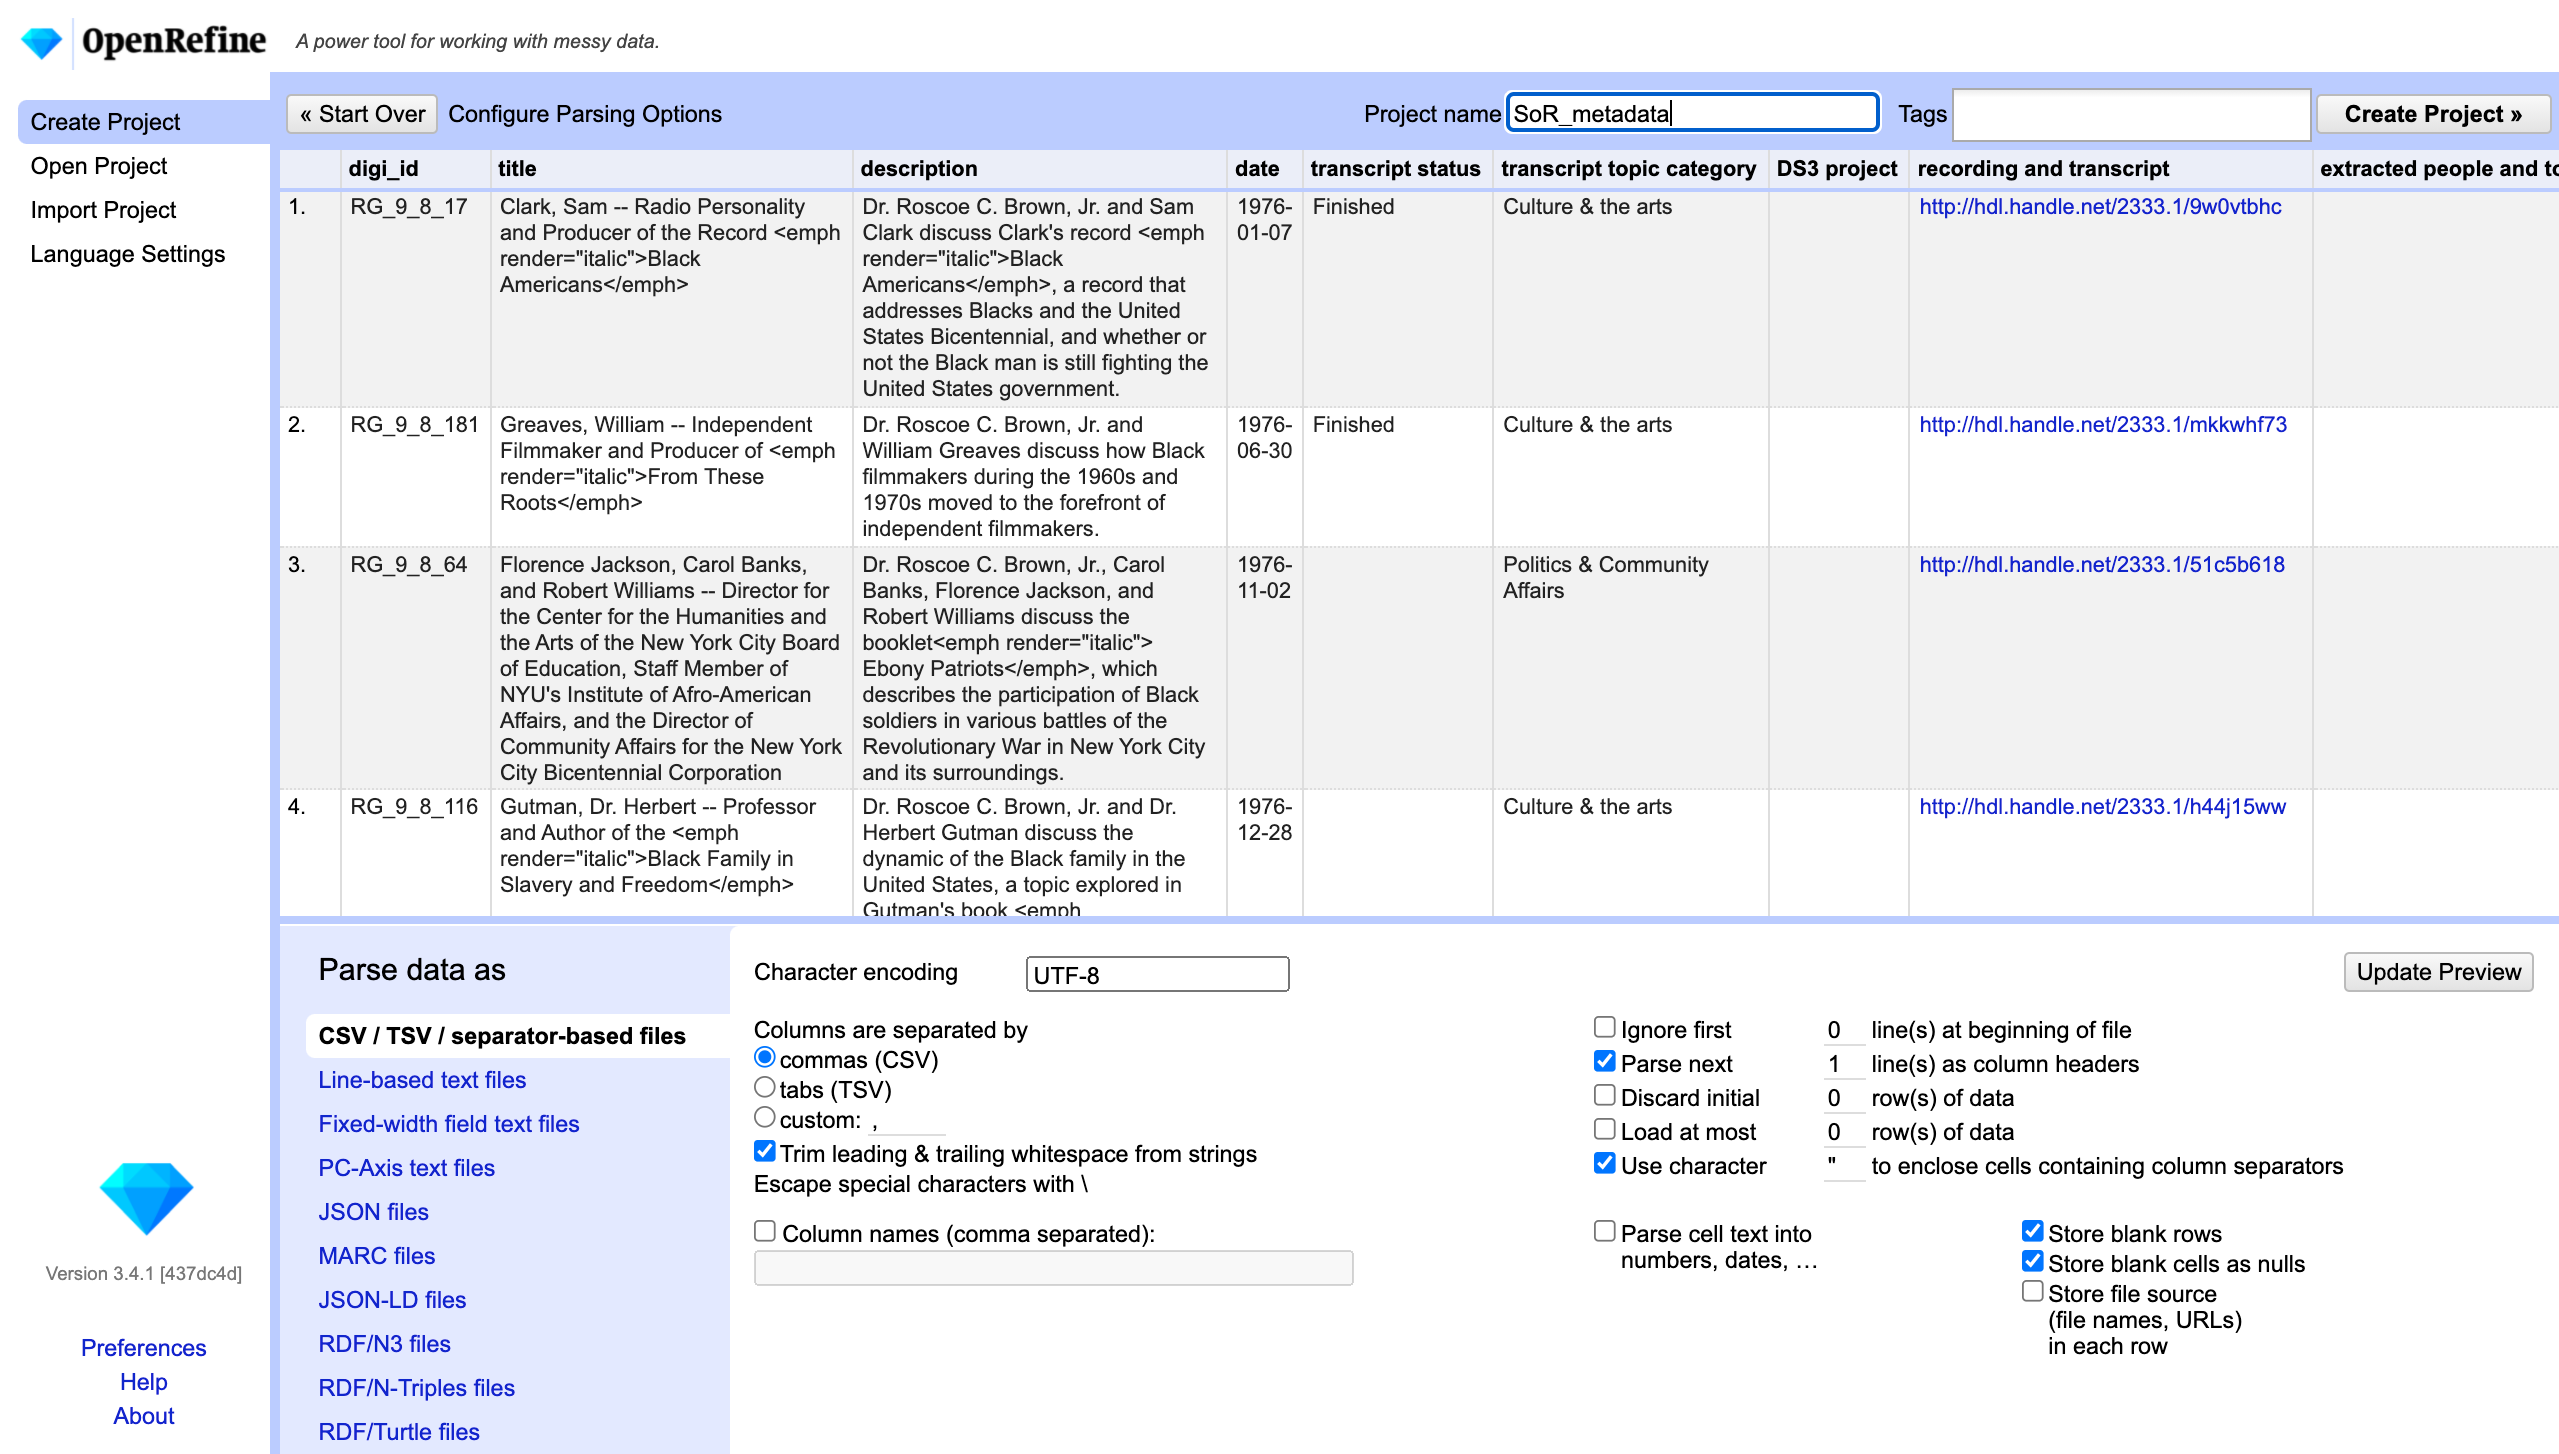 OpenRefine
A power tool for working with messy data.
Create Project
Open Project
Import Project
Language Settings
« Start Over
Configure Parsing Options
Project name
SoR_metadata
Tags
Create Project »
digi_id
title
description
date
transcript status
transcript topic category
DS3 project
recording and transcript
extracted people and to
1.
RG_9_8_17
Clark, Sam -- Radio Personality
and Producer of the Record <emph
render="italic">Black
Americans</emph>
Dr. Roscoe C. Brown, Jr. and Sam
Clark discuss Clark's record <emph
render="italic">Black
Americans</emph>, a record that
addresses Blacks and the United
States Bicentennial, and whether or
not the Black man is still fighting the
United States government.
1976-
01-07
Finished
Culture & the arts
http://hdl.handle.net/2333.1/9w0vtbhc
2.
RG_9_8_181
Greaves, William -- Independent
Filmmaker and Producer of <emph
render="italic">From These
Roots</emph>
Dr. Roscoe C. Brown, Jr. and
William Greaves discuss how Black
filmmakers during the 1960s and
1970s moved to the forefront of
independent filmmakers.
1976-
06-30
Finished
Culture & the arts
http://hdl.handle.net/2333.1/mkkwhf73
3.
RG_9_8_64
Florence Jackson, Carol Banks,
and Robert Williams -- Director for
the Center for the Humanities and
the Arts of the New York City Board
of Education, Staff Member of
NYU's Institute of Afro-American
Affairs, and the Director of
Community Affairs for the New York
City Bicentennial Corporation
Dr. Roscoe C. Brown, Jr., Carol
Banks, Florence Jackson, and
Robert Williams discuss the
booklet<emph render="italic">
Ebony Patriots</emph>, which
describes the participation of Black
soldiers in various battles of the
Revolutionary War in New York City
and its surroundings.
1976-
11-02
Politics & Community
Affairs
http://hdl.handle.net/2333.1/51c5b618
4.
RG_9_8_116
Gutman, Dr. Herbert -- Professor
and Author of the <emph
render="italic">Black Family in
Slavery and Freedom</emph>
Dr. Roscoe C. Brown, Jr. and Dr.
Herbert Gutman discuss the
dynamic of the Black family in the
United States, a topic explored in
Gutman's book <emph
1976-
12-28
Culture & the arts
http://hdl.handle.net/2333.1/h44j15ww
Parse data as
CSV / TSV / separator-based files
Line-based text files
Fixed-width field text files
PC-Axis text files
JSON files
MARC files
JSON-LD files
RDF/N3 files
RDF/N-Triples files
RDF/Turtle files
Character encoding
UTF-8
Update Preview
Columns are separated by
commas (CSV)
tabs (TSV)
custom: ,
Trim leading & trailing whitespace from strings
Escape special characters with \
Column names (comma separated):
Ignore first 0 line(s) at beginning of file
Parse next 1 line(s) as column headers
Discard initial 0 row(s) of data
Load at most 0 row(s) of data
Use character " to enclose cells containing column separators
Parse cell text into
numbers, dates, …
Store blank rows
Store blank cells as nulls
Store file source
(file names, URLs)
in each row
Version 3.4.1 [437dc4d]
Preferences
Help
About